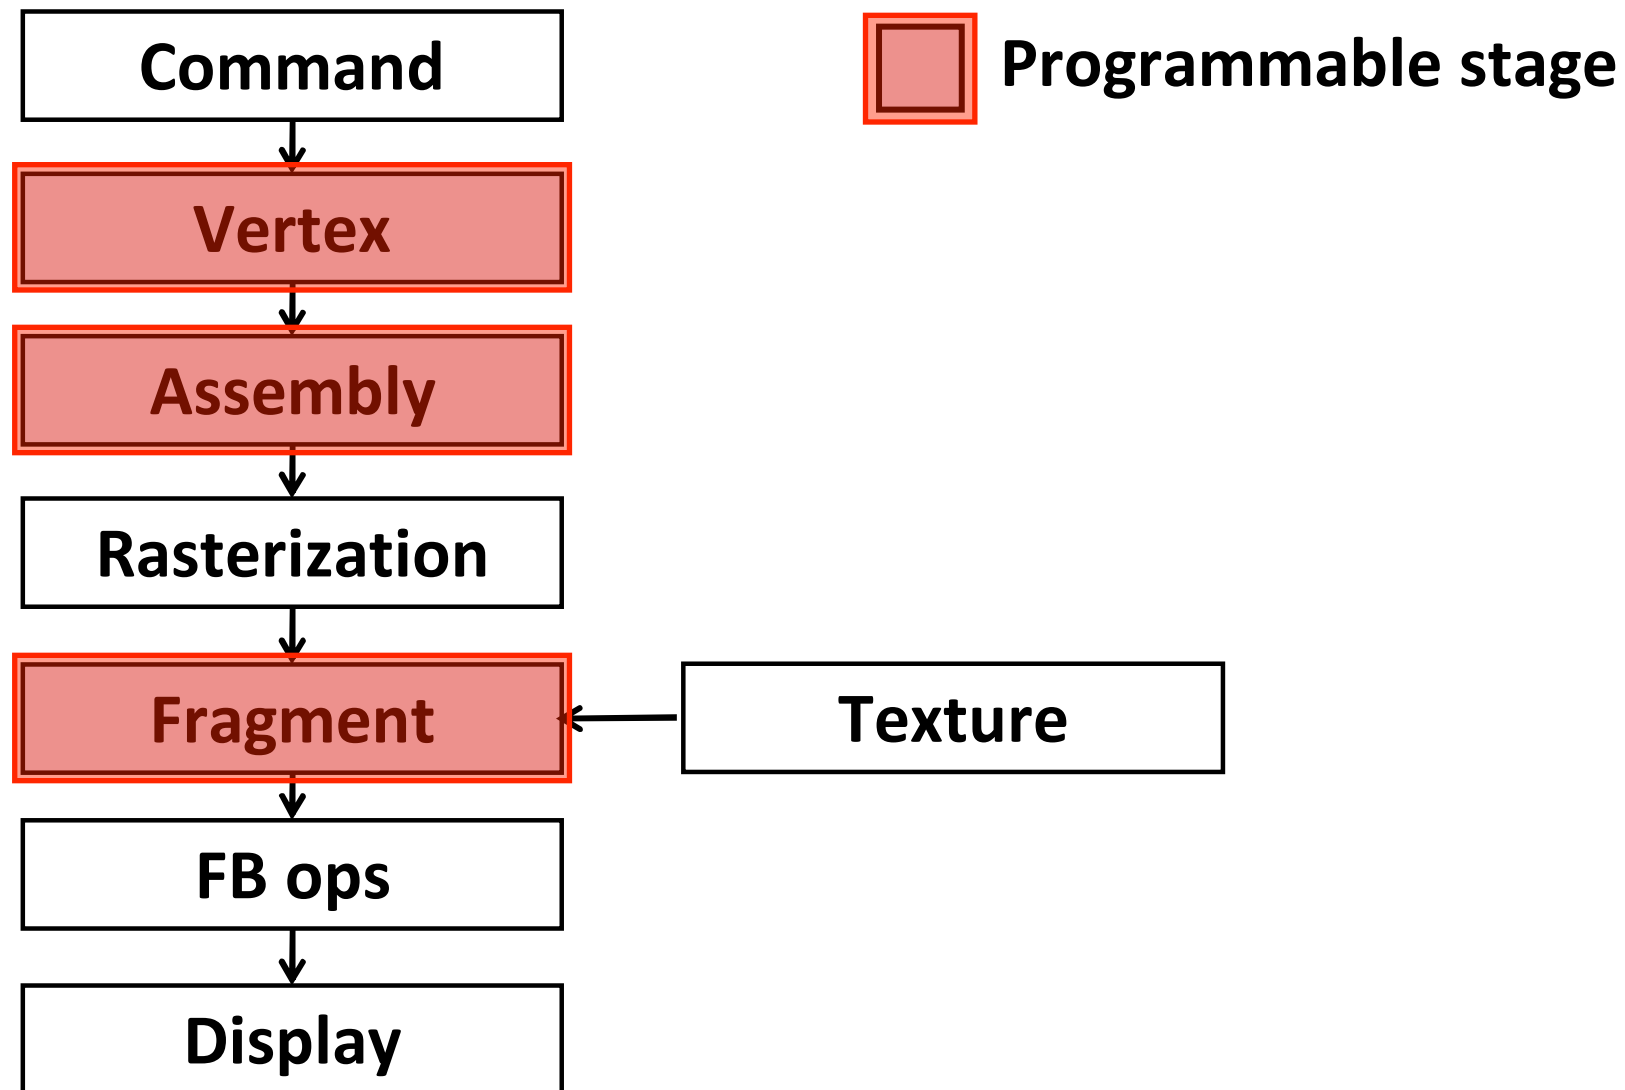 Command
Programmable stage
Vertex
Assembly
Rasterization
Fragment
Texture
FB ops
Display